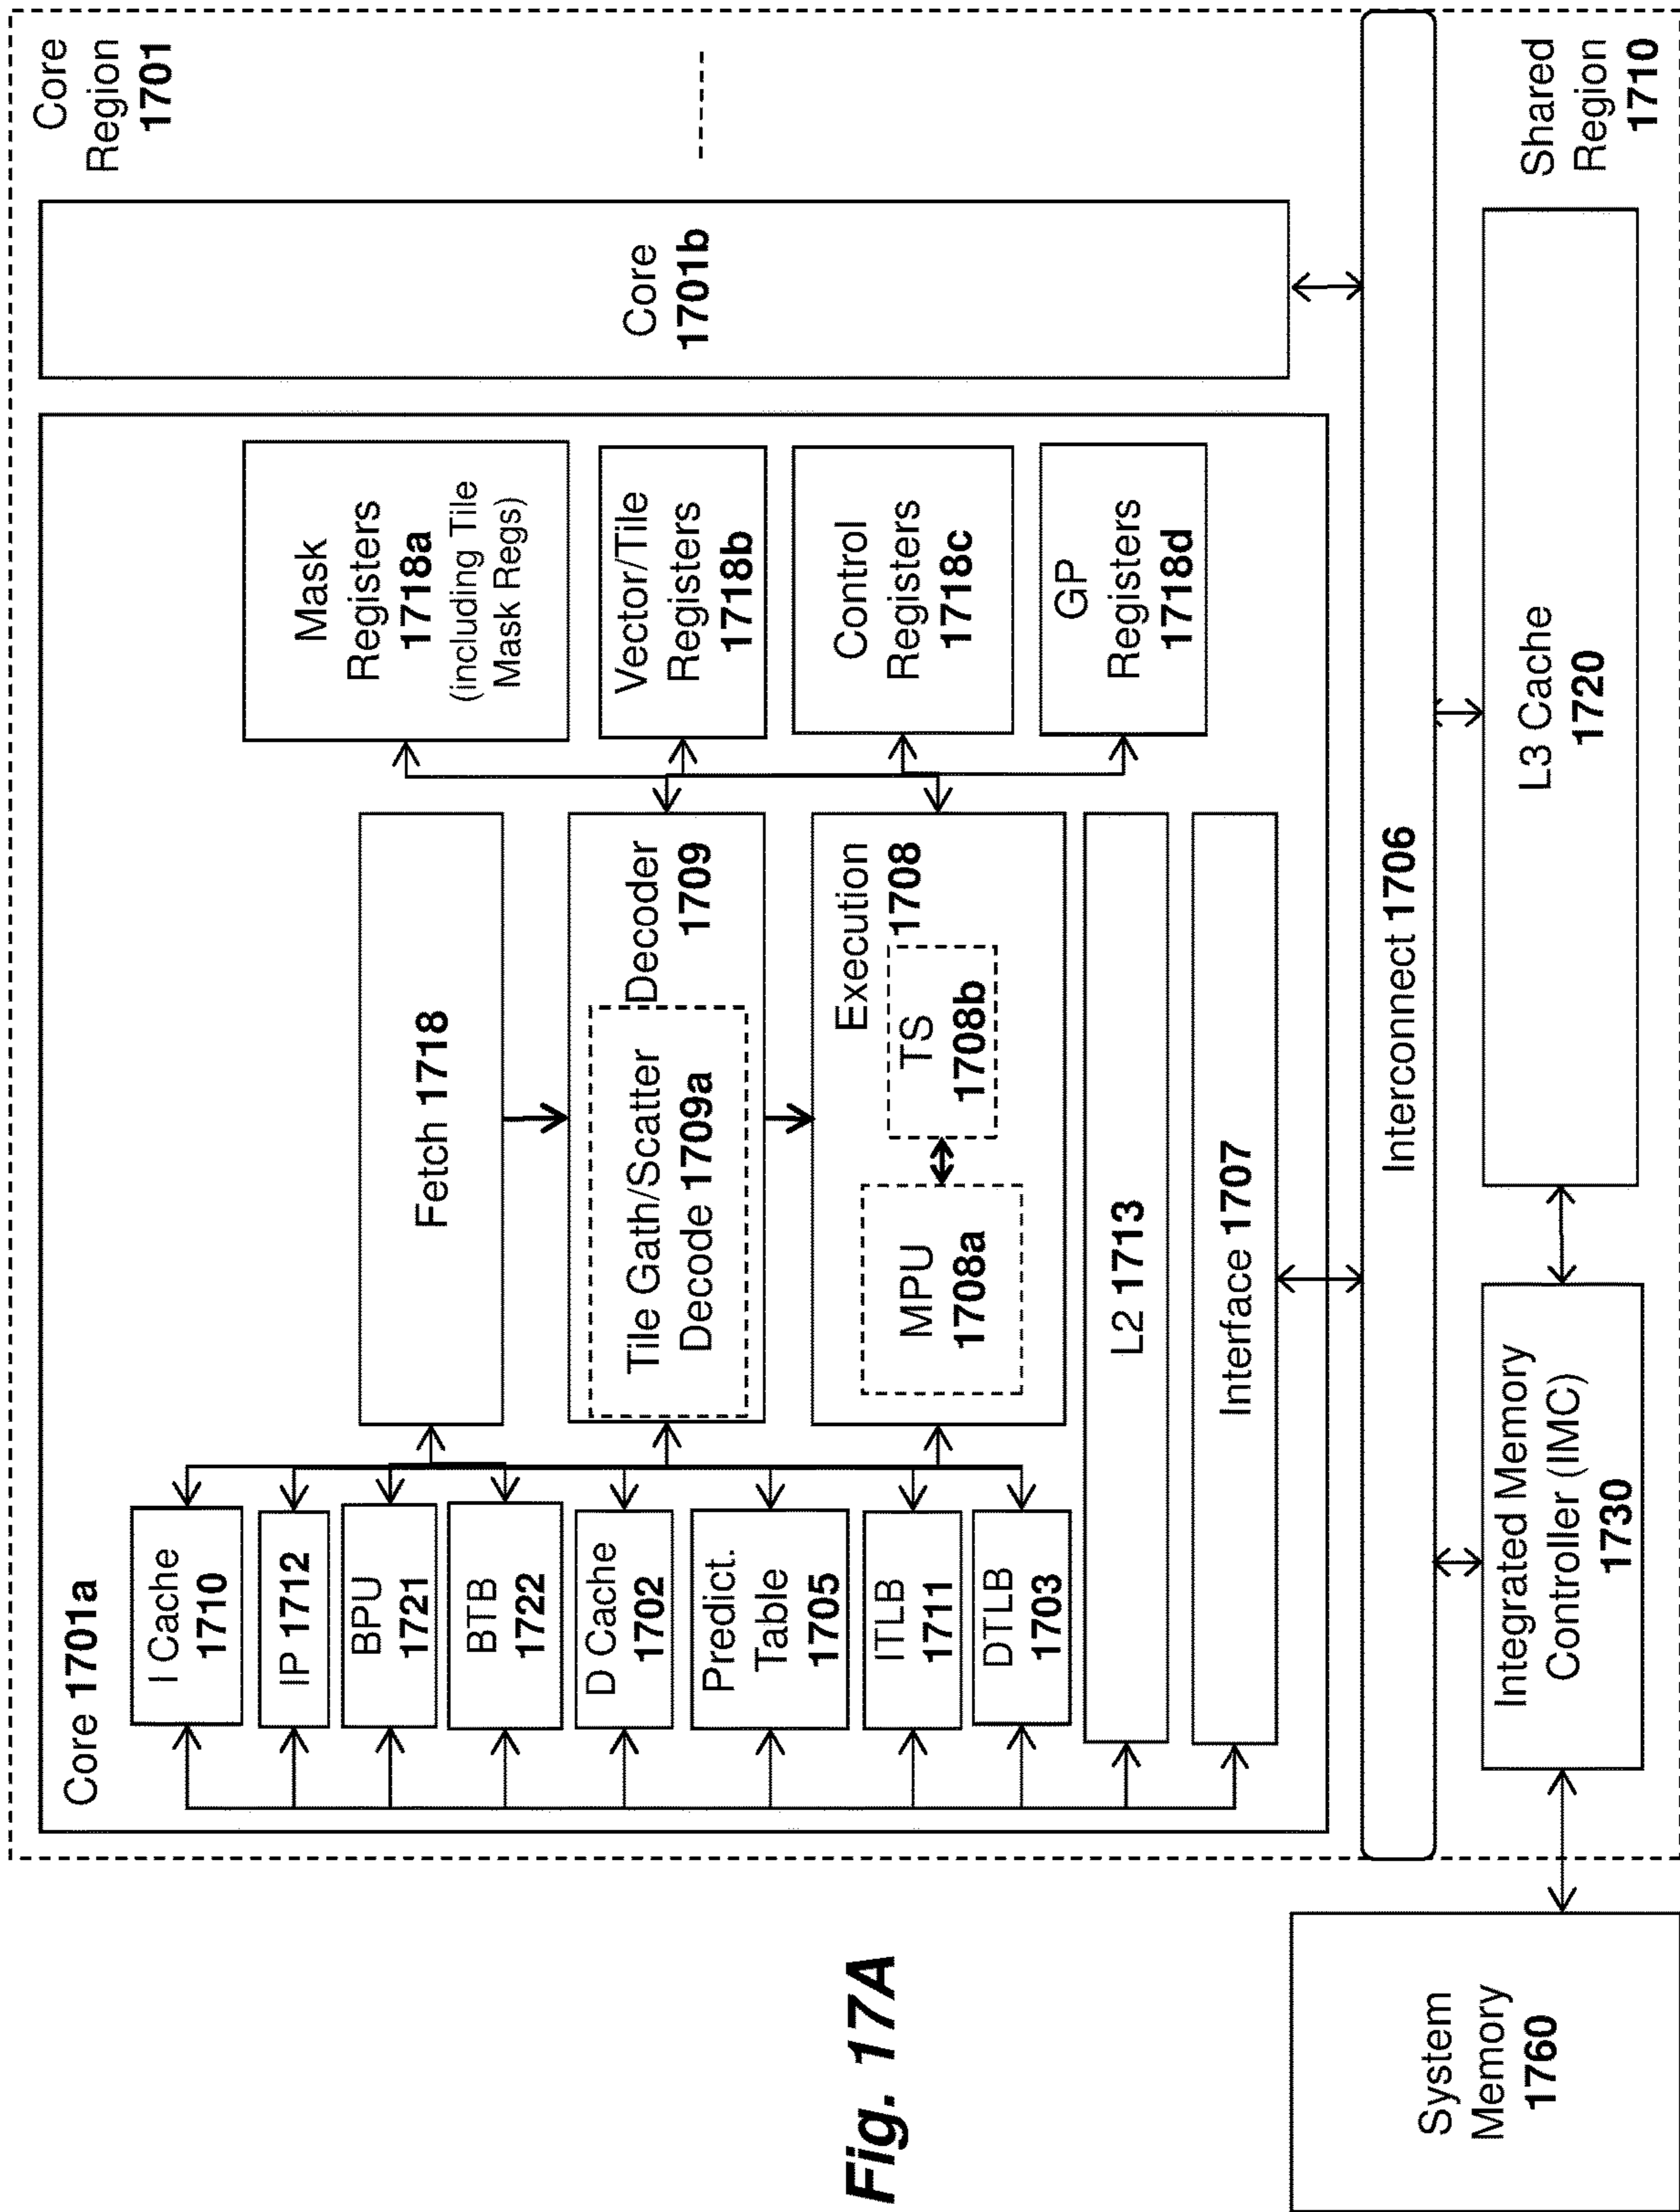 Core 1701a
I Cache
1710
IP 1712
BPU
1721
BTB
1722
D Cache
1702
Predict.
Table
1705
ITLB
1711
DTLB
1703
Fetch 1718
Decoder
1709
Tile Gath/Scatter
Decode 1709a
Execution
1708
MPU
1708a
TS
1708b
L2 1713
Interface 1707
Mask
Registers
1718a
(including Tile
Mask Regs)
Vector/Tile
Registers
1718b
Control
Registers
1718c
GP
Registers
1718d
Core
1701b
Core
Region
1701
Interconnect 1706
Integrated Memory
Controller (IMC)
1730
L3 Cache
1720
Shared
Region
1710
System
Memory
1760
Fig. 17A